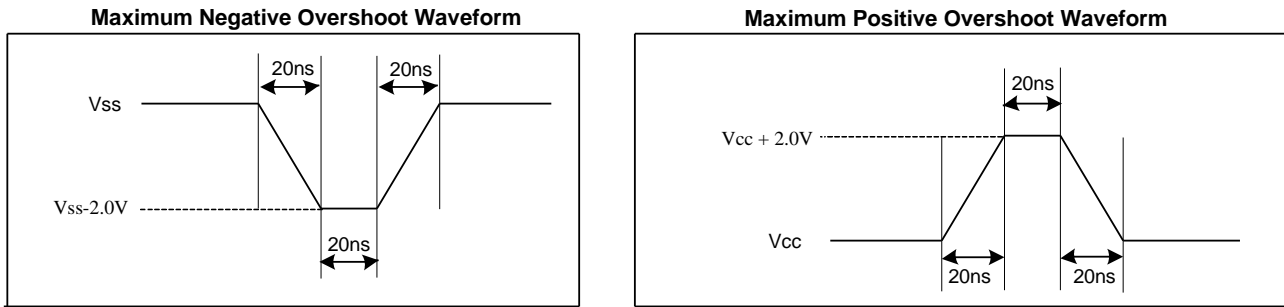 Maximum Negative Overshoot Waveform
20ns
20ns
Vss
Vss-2.0V
20ns
Maximum Positive Overshoot Waveform
20ns
Vcc + 2.0V
Vcc
20ns
20ns